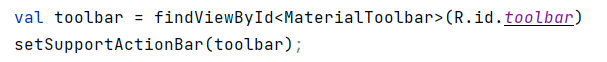 val toolbar = findViewById<MaterialToolbar>(R.id.toolbar)
setSupportActionBar(toolbar);